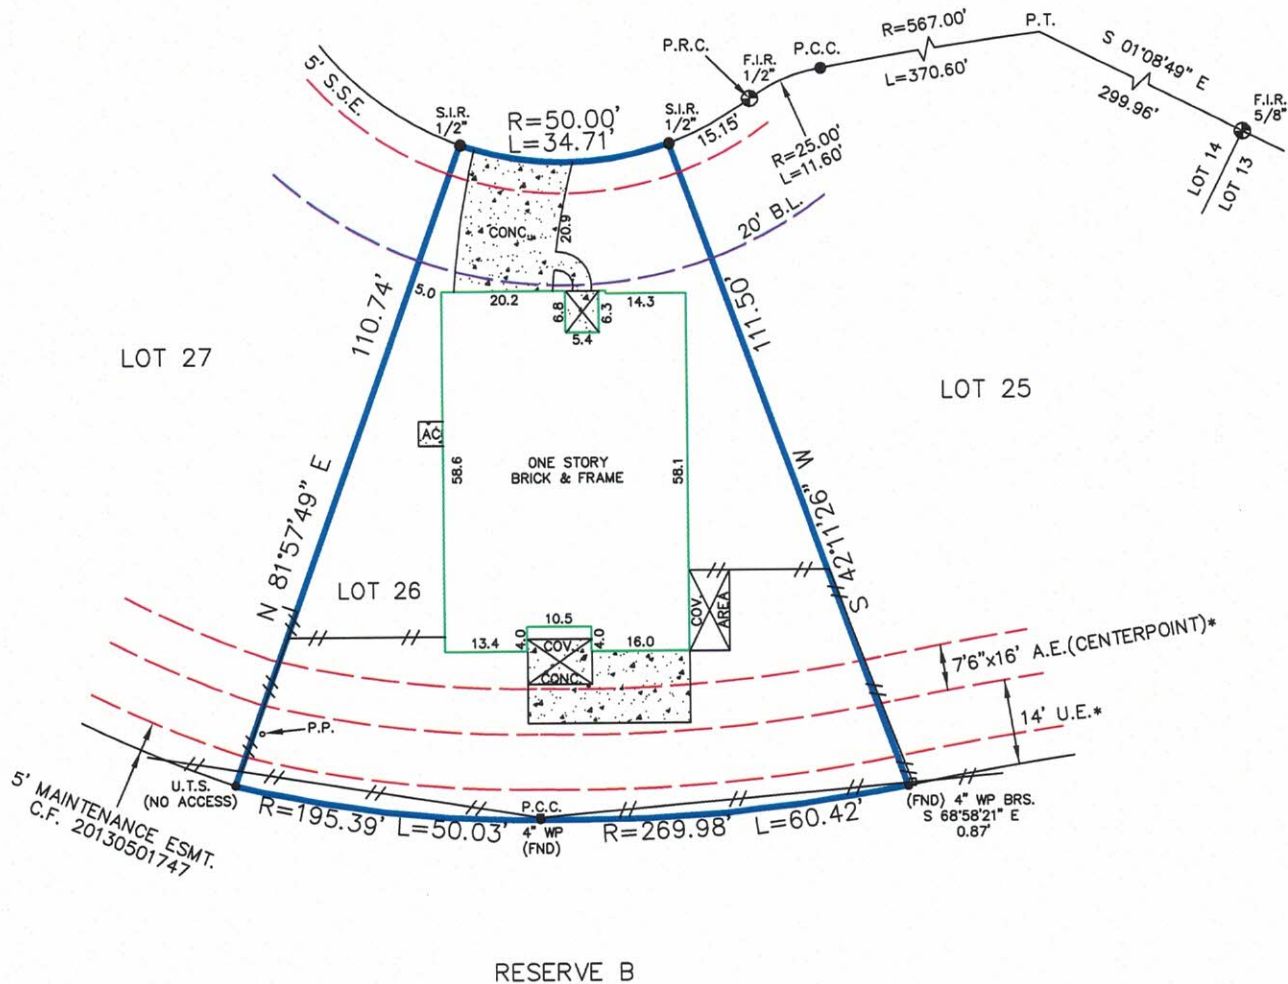 R=567.00'
P.T.
P.R.C.
P.C.C.
F.I.R.
1/2"
L=370.60'
S 01°08'49" E
299.96'
F.I.R.
5/8"
LOT 14
LOT 13
5' S.S.E.
S.I.R.
1/2"
R=50.00'
L=34.71'
S.I.R.
1/2"
15.15'
R=25.00'
L=11.60'
CONC.
20.9
20' B.L.
5.0
20.2
6.8
6.3
14.3
5.4
110.74'
111.50'
LOT 27
LOT 25
AC
ONE STORY
BRICK & FRAME
58.6
58.1
N 81°57'49" E
S 42°11'26" W
LOT 26
COV.
AREA
10.5
13.4
4.0
4.0
16.0
COV.
CONC.
7'6"x16' A.E.(CENTERPOINT)*
14' U.E.*
P.P.
5' MAINTENANCE ESMT.
C.F. 20130501747
U.T.S.
(NO ACCESS)
R=195.39' L=50.03'
P.C.C.
4" WP
(FND)
R=269.98' L=60.42'
(FND) 4" WP BRS.
S 68°58'21" E
0.87'
RESERVE B